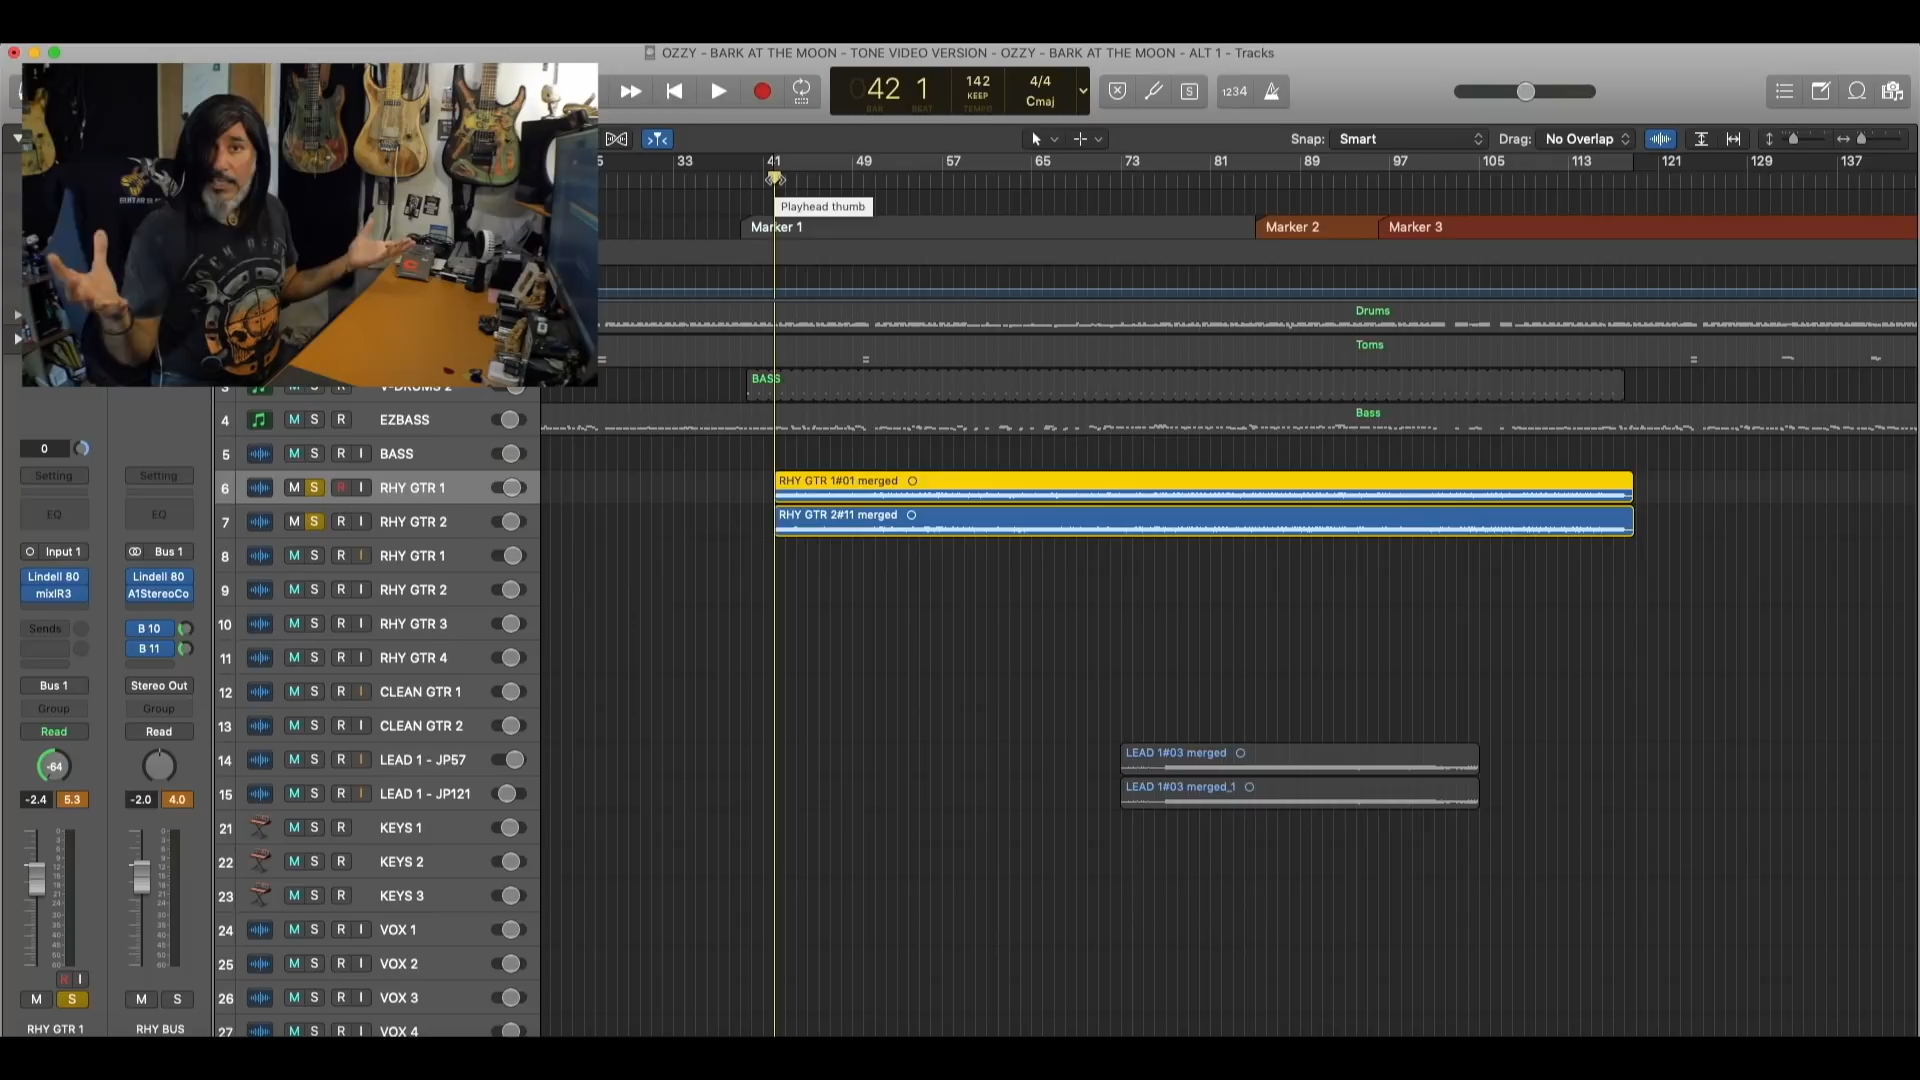 OZZY - BARK AT THE MOON - TONE VIDEO VERSION - OZZY - BARK AT THE MOON - ALT 1 - Tracks
42 1
BAR BEAT
142
KEEP
TEMPO
4/4
Cmaj
S
1234
Snap: Smart
Drag: No Overlap
33 41 49 57 65 73 81 89 97 105 113 121 129 137
Playhead thumb
Marker 1
Marker 2
Marker 3
Drums
Toms
BASS
Bass
3 M S R V-DRUMS 2
4 M S R EZBASS
5 M S R I BASS
6 M S R I RHY GTR 1
7 M S R I RHY GTR 2
8 M S R I RHY GTR 1
9 M S R I RHY GTR 2
10 M S R I RHY GTR 3
11 M S R I RHY GTR 4
12 M S R I CLEAN GTR 1
13 M S R I CLEAN GTR 2
14 M S R I LEAD 1 - JP57
15 M S R I LEAD 1 - JP121
21 M S R KEYS 1
22 M S R KEYS 2
23 M S R KEYS 3
24 M S R I VOX 1
25 M S R I VOX 2
26 M S R I VOX 3
27 M S R I VOX 4
RHY GTR 1#01 merged
RHY GTR 2#11 merged
LEAD 1#03 merged
LEAD 1#03 merged_1
0
Setting Setting
EQ EQ
Input 1 Bus 1
Lindell 80 Lindell 80
mixIR3 A1StereoCo
Sends B 10
B 11
Bus 1 Stereo Out
Group Group
Read Read
-64
-2.4 5.3 -2.0 4.0
R I
M S M S
RHY GTR 1 RHY BUS